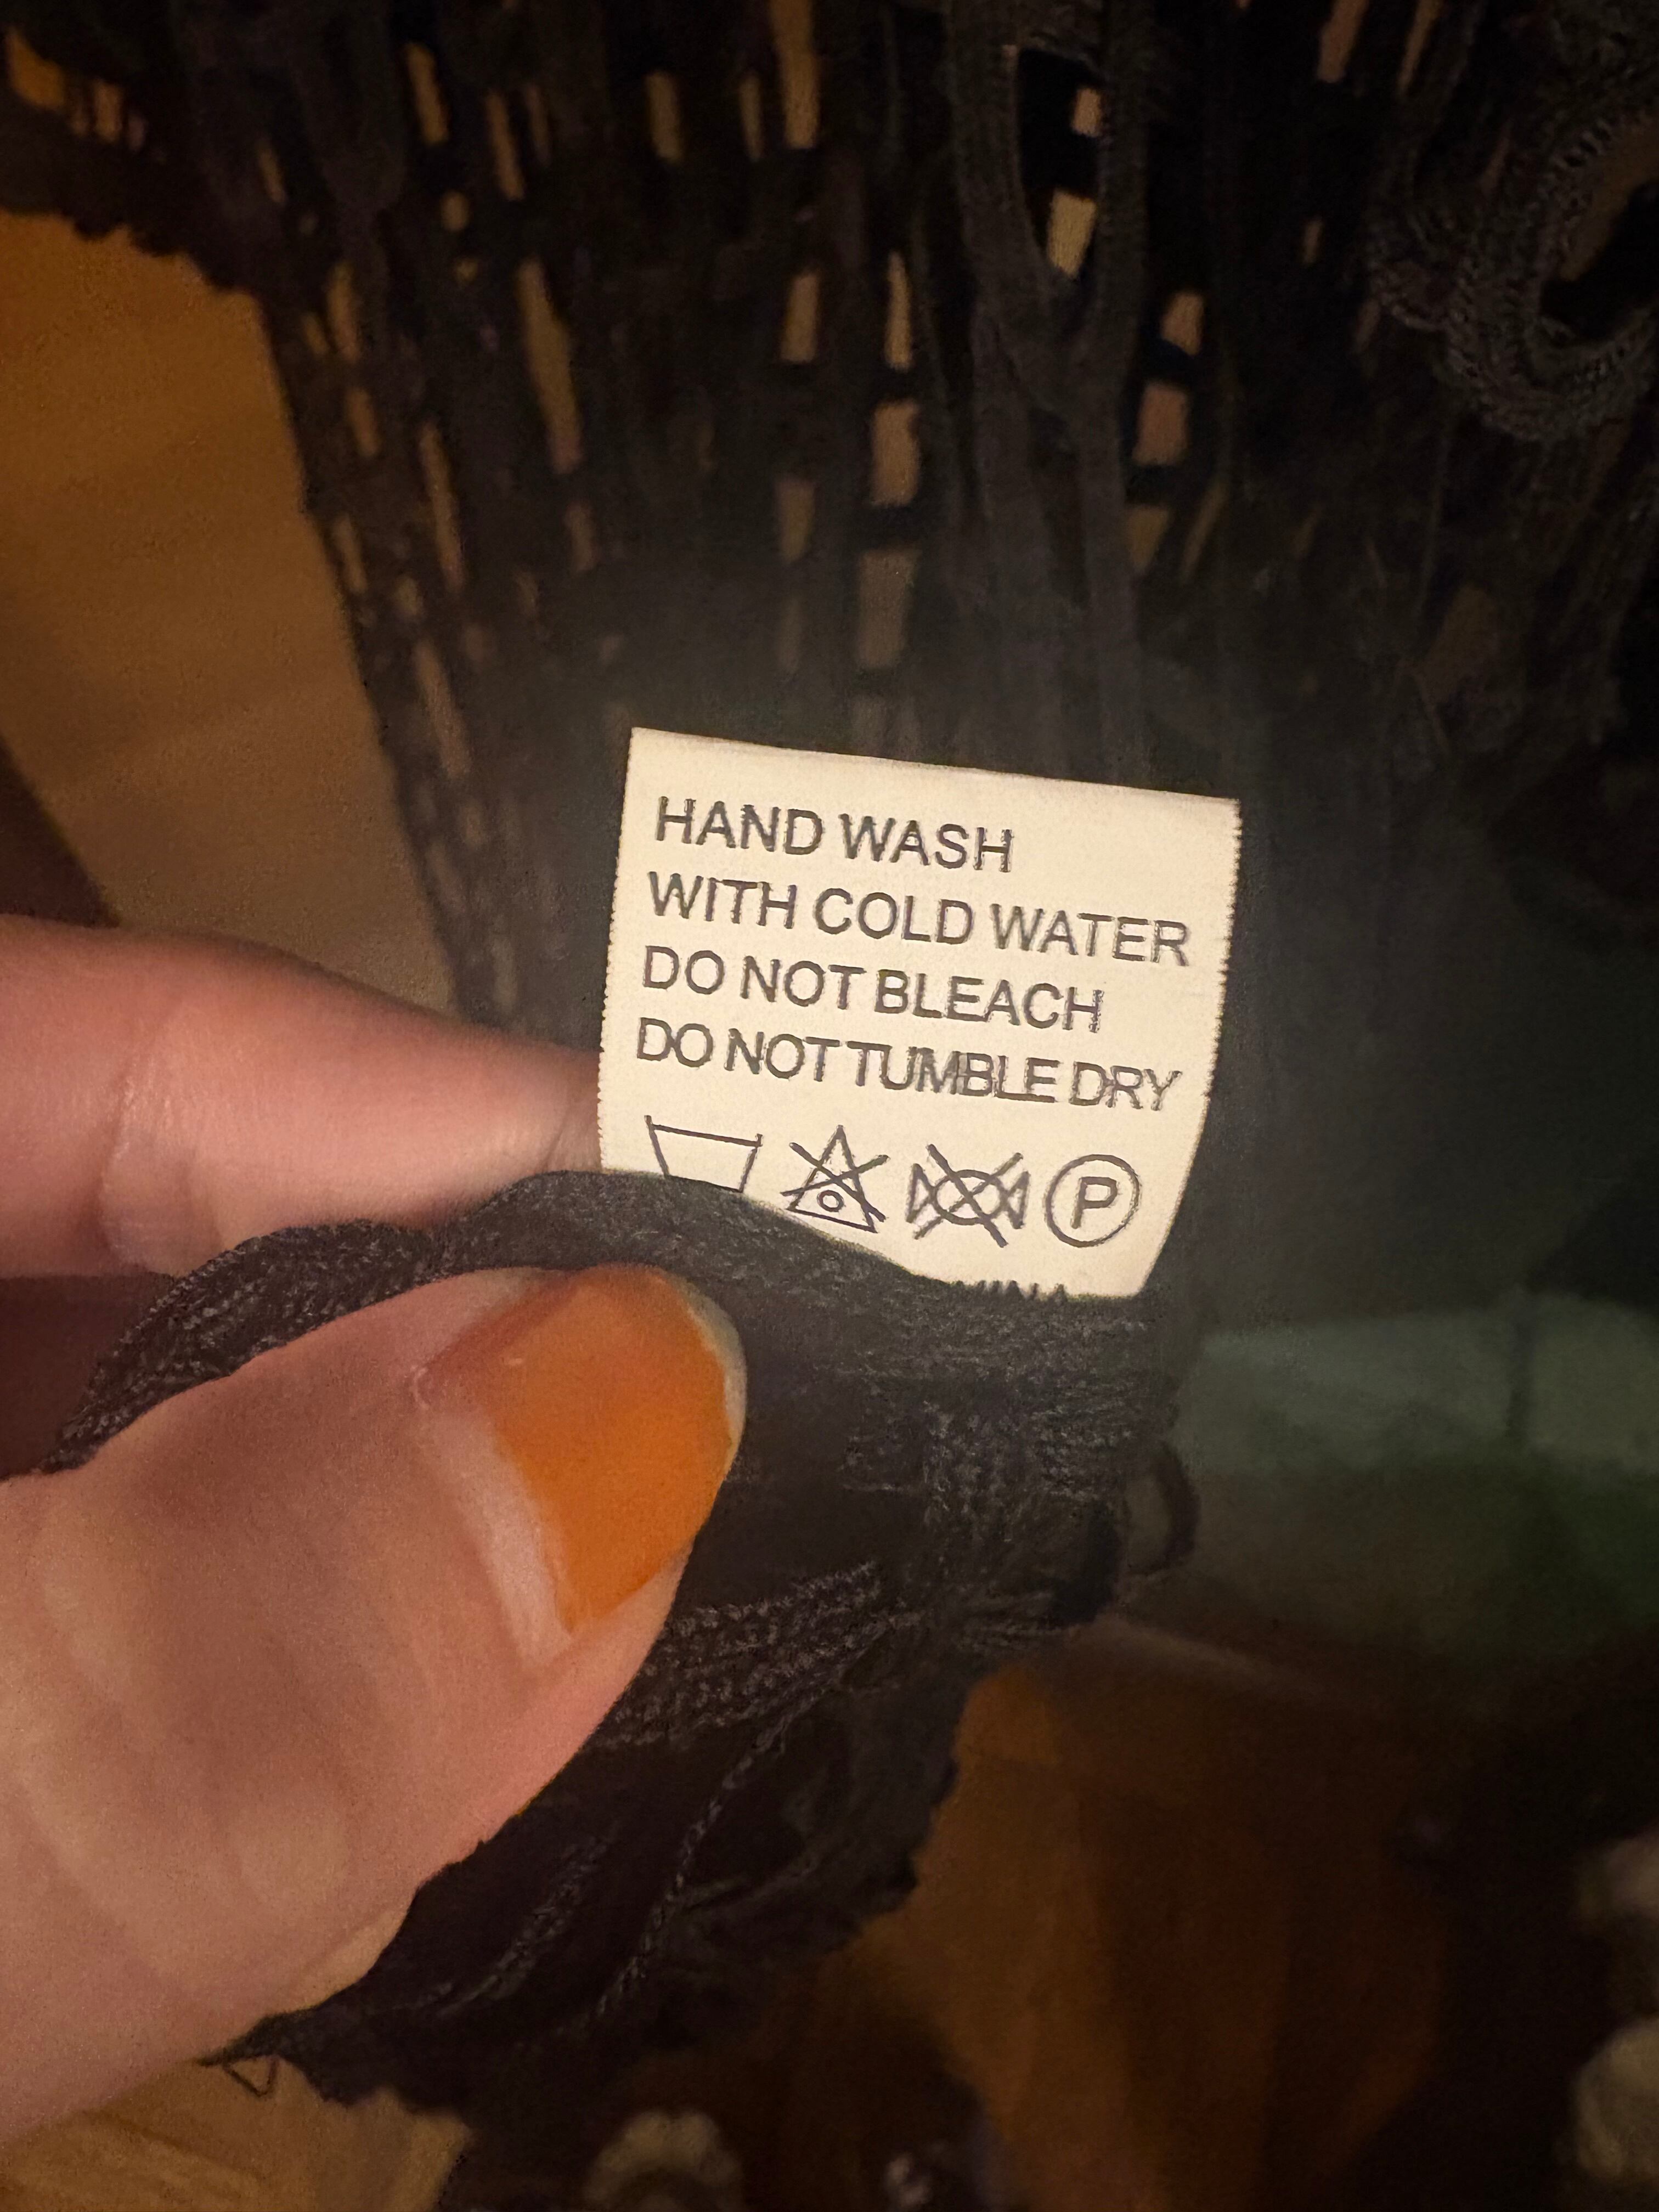 HAND WASH
WITH COLD WATER
DO NOT BLEACH
DO NOT TUMBLE DRY
P